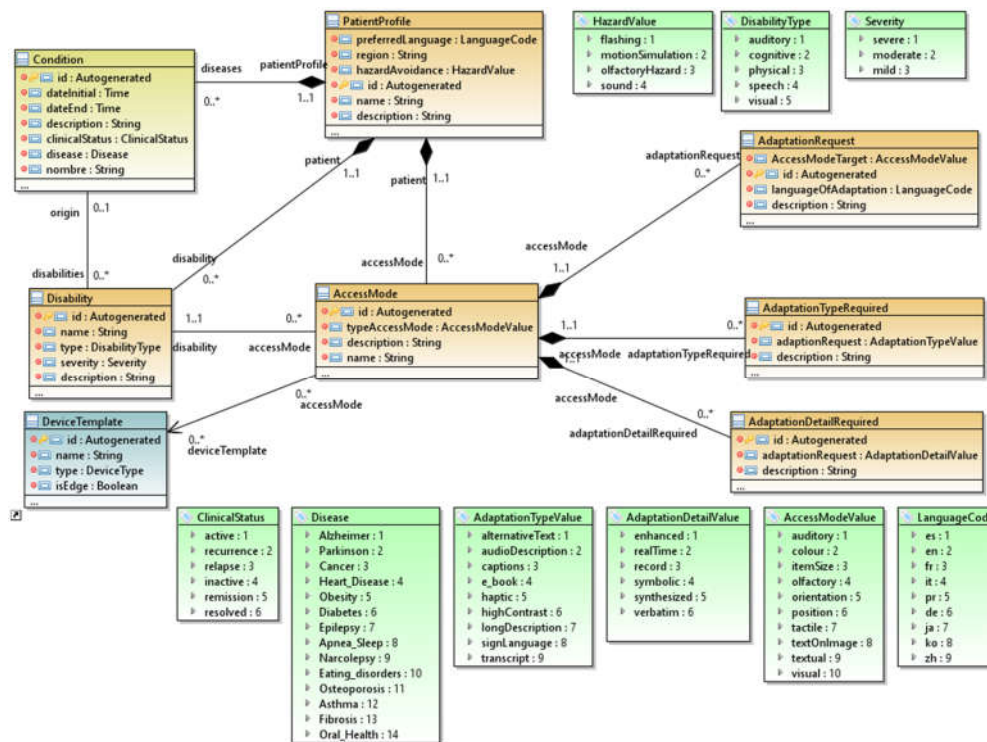 PatientProfile
preferredLanguage : LanguageCode
region : String
hazardAvoidance : HazardValue
id : Autogenerated
name : String
description : String
...
HazardValue
flashing : 1
motionSimulation : 2
olfactoryHazard : 3
sound : 4
DisabilityType
auditory : 1
cognitive : 2
physical : 3
speech : 4
visual : 5
Severity
severe : 1
moderate : 2
mild : 3
Condition
id : Autogenerated
dateInitial : Time
dateEnd : Time
description : String
clinicalStatus : ClinicalStatus
disease : Disease
nombre : String
...
diseases
0..*
patientProfile
1..1
patient
1..1
patient
1..1
AdaptationRequest
AccessModeTarget : AccessModeValue
id : Autogenerated
languageOfAdaptation : LanguageCode
description : String
...
adaptationRequest
0..*
origin
0..1
disabilities
0..*
disability
0..*
accessMode
0..*
accessMode
1..1
Disability
id : Autogenerated
name : String
type : DisabilityType
severity : Severity
description : String
...
1..1
disability
0..*
accessMode
AccessMode
id : Autogenerated
typeAccessMode : AccessModeValue
description : String
name : String
...
AdaptationTypeRequired
id : Autogenerated
adaptionRequest : AdaptationTypeValue
description : String
...
1..1
accessMode
0..*
adaptationTypeRequired
1..1
accessMode
0..*
adaptationDetailRequired
0..*
accessMode
0..*
deviceTemplate
DeviceTemplate
id : Autogenerated
name : String
type : DeviceType
isEdge : Boolean
...
AdaptationDetailRequired
id : Autogenerated
adaptationRequest : AdaptationDetailValue
description : String
...
ClinicalStatus
active : 1
recurrence : 2
relapse : 3
inactive : 4
remission : 5
resolved : 6
Disease
Alzheimer : 1
Parkinson : 2
Cancer : 3
Heart_Disease : 4
Obesity : 5
Diabetes : 6
Epilepsy : 7
Apnea_Sleep : 8
Narcolepsy : 9
Eating_disorders : 10
Osteoporosis : 11
Asthma : 12
Fibrosis : 13
Oral_Health : 14
AdaptationTypeValue
alternativeText : 1
audioDescription : 2
captions : 3
e_book : 4
haptic : 5
highContrast : 6
longDescription : 7
signLanguage : 8
transcript : 9
AdaptationDetailValue
enhanced : 1
realTime : 2
record : 3
symbolic : 4
synthesized : 5
verbatim : 6
AccessModeValue
auditory : 1
colour : 2
itemSize : 3
olfactory : 4
orientation : 5
position : 6
tactile : 7
textOnImage : 8
textual : 9
visual : 10
LanguageCod
es : 1
en : 2
fr : 3
it : 4
pr : 5
de : 6
ja : 7
ko : 8
zh : 9